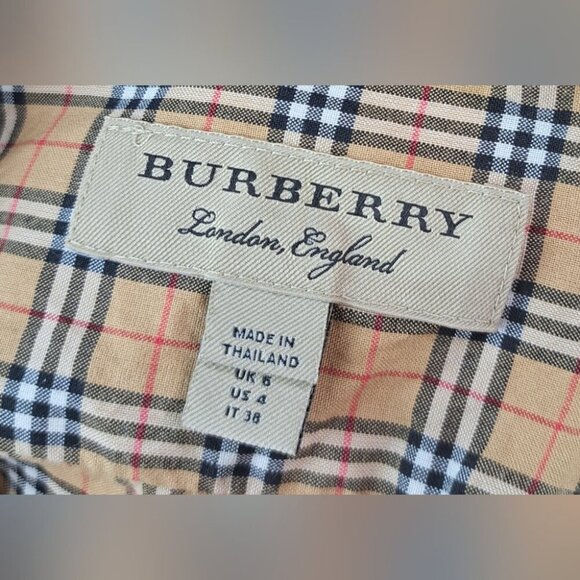 BURBERRY
London, England
MADE IN
THAILAND
UK 6
US 4
IT 38